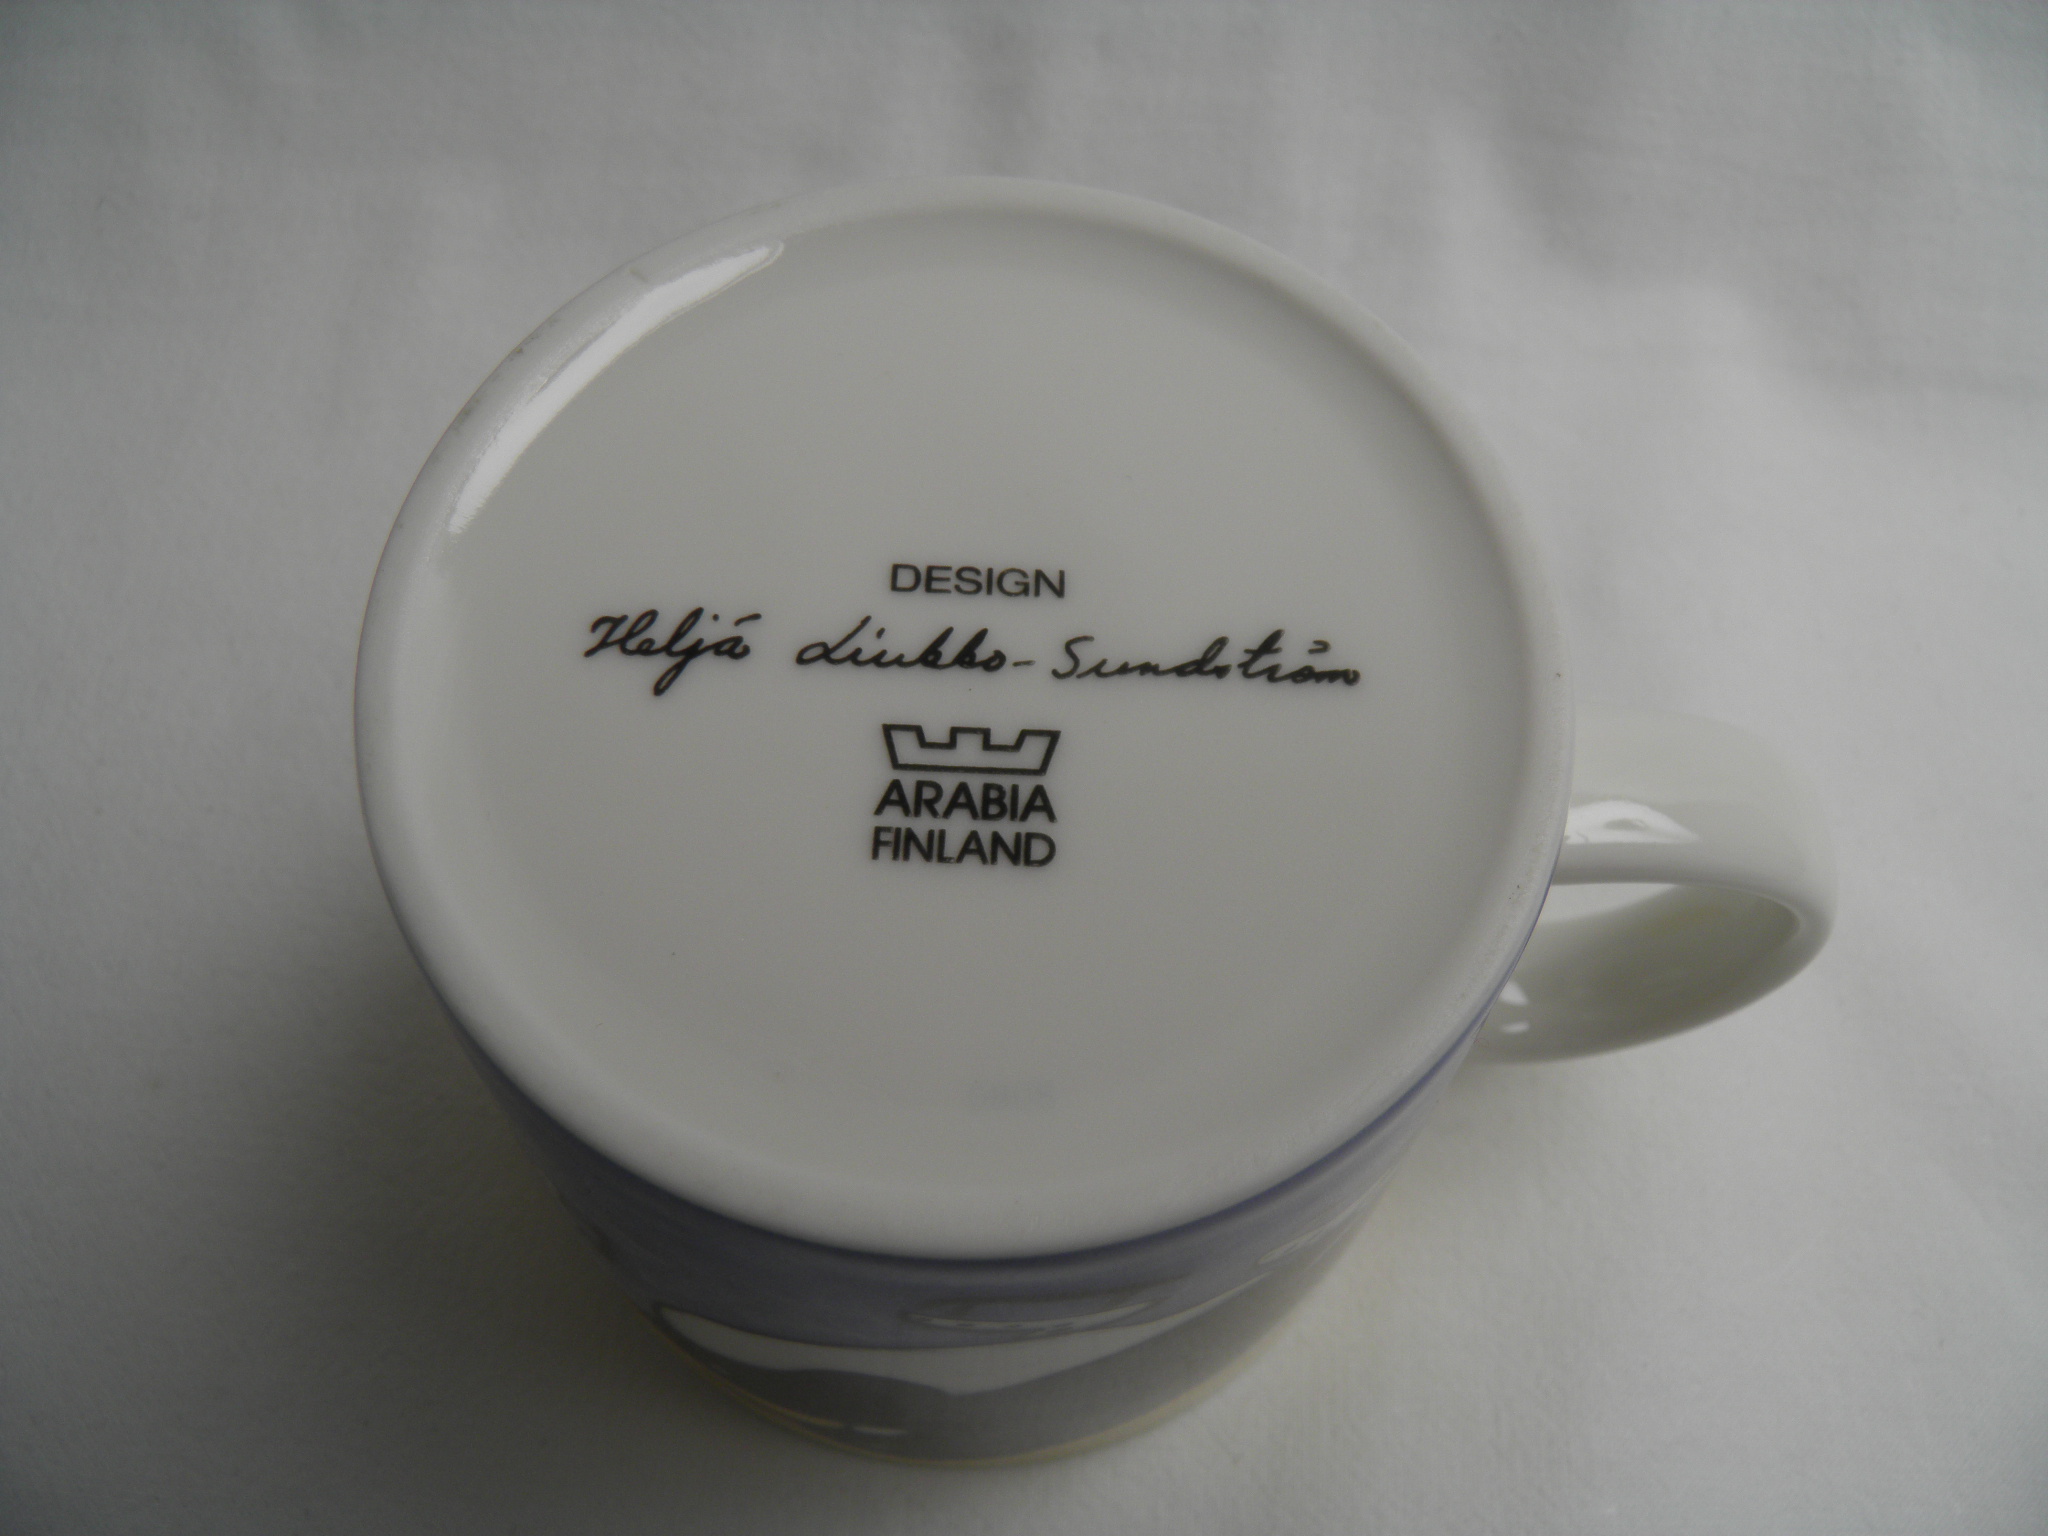 DESIGN
Heljä Liukko-Sundström
ARABIA
FINLAND